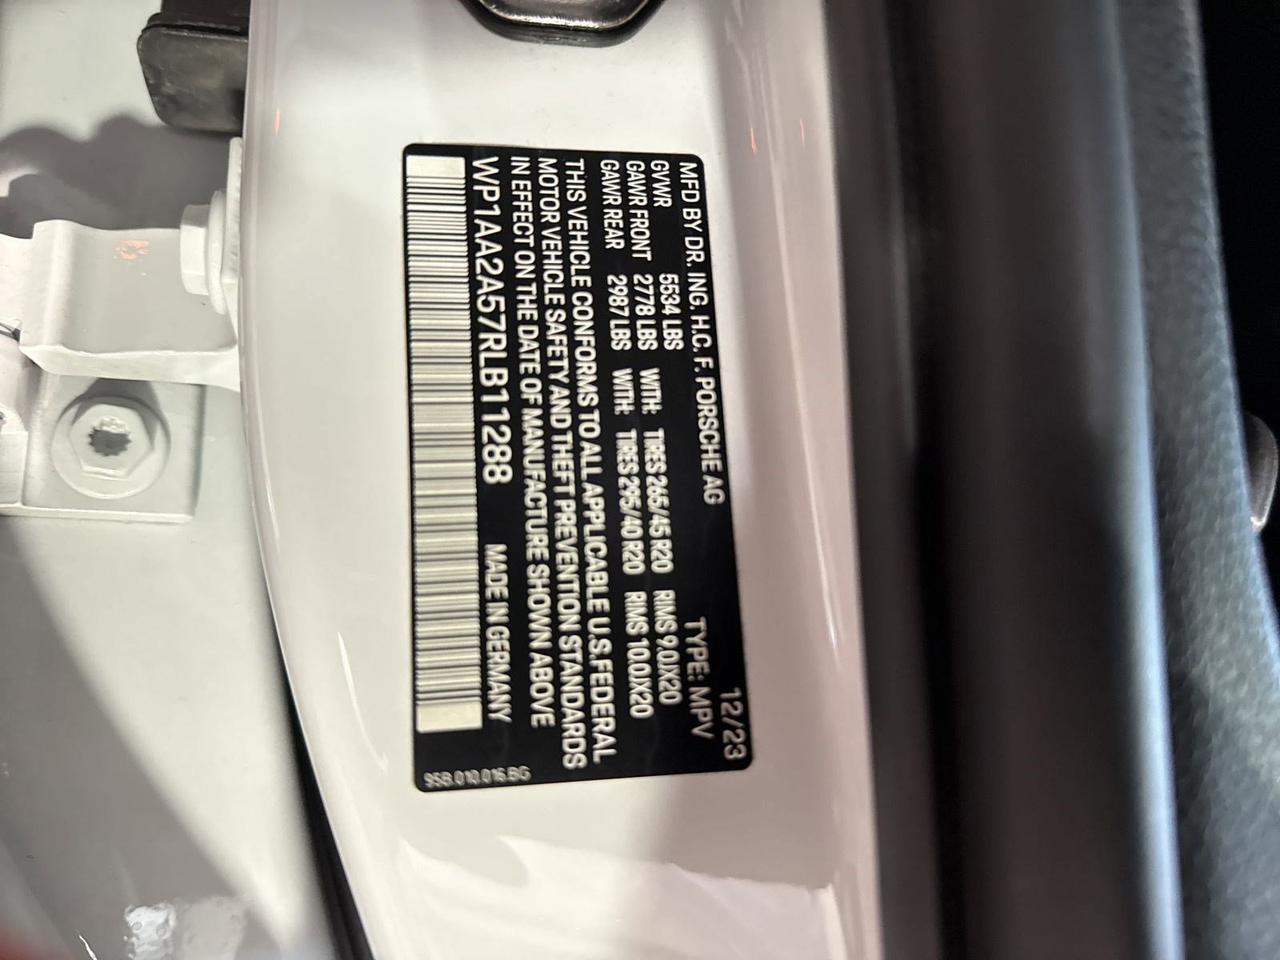 MFD BY DR. ING. H.C. F. PORSCHE AG 12/23
GVWR 5534 LBS TYPE: MPV
GAWR FRONT 2778 LBS WITH: TIRES 265/45 R20 RIMS 9.0JX20
GAWR REAR 2987 LBS WITH: TIRES 295/40 R20 RIMS 10.0JX20
THIS VEHICLE CONFORMS TO ALL APPLICABLE U.S.FEDERAL
MOTOR VEHICLE SAFETY AND THEFT PREVENTION STANDARDS
IN EFFECT ON THE DATE OF MANUFACTURE SHOWN ABOVE
WP1AA2A57RLB11288 MADE IN GERMANY
95B.010.016.BG